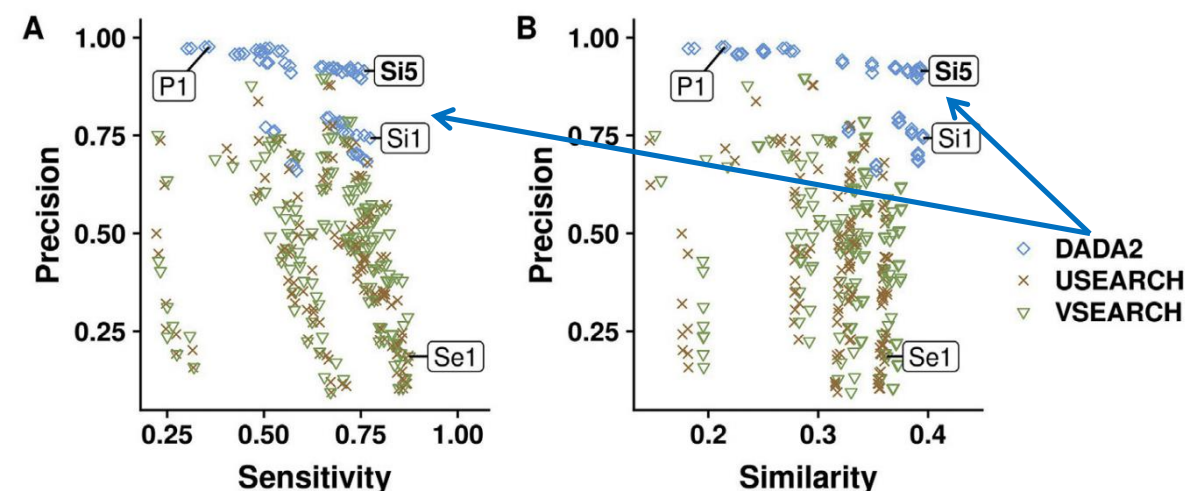 A
Precision
1.00
0.75
0.50
0.25
P1
Si5
Si1
Se1
0.25 0.50 0.75 1.00
Sensitivity
B
Precision
1.00
0.75
0.50
0.25
P1
Si5
Si1
Se1
0.2 0.3 0.4
Similarity
DADA2
USEARCH
VSEARCH